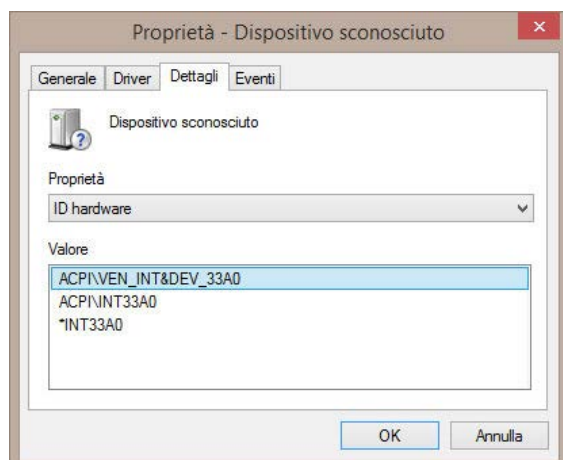 Proprietà - Dispositivo sconosciuto
Generale Driver Dettagli Eventi
Dispositivo sconosciuto
Proprietà
ID hardware
Valore
ACPI\VEN_INT&DEV_33A0
ACPI\INT33A0
*INT33A0
OK Annulla